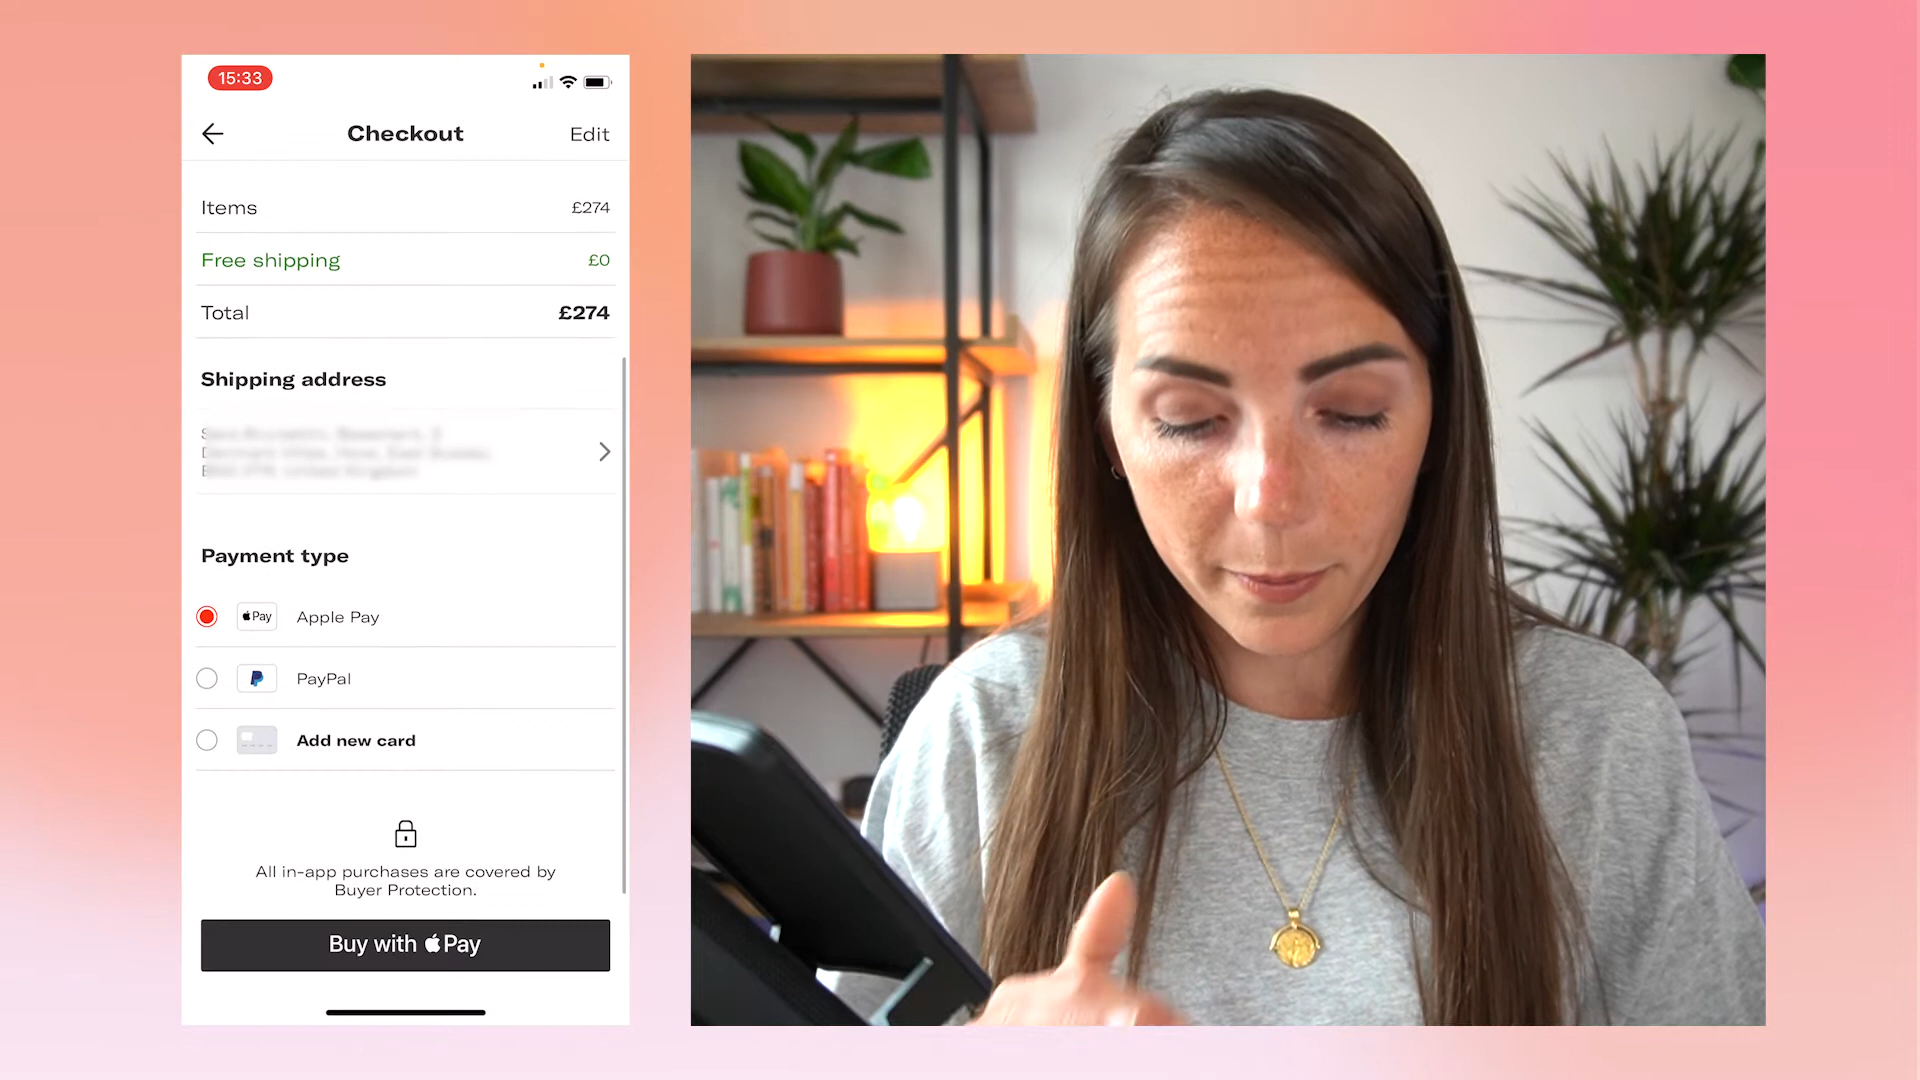 15:33
Checkout
Edit
Items
£274
Free shipping
£0
Total
£274
Shipping address
Payment type
Pay
Apple Pay
PayPal
Add new card
All in-app purchases are covered by
Buyer Protection.
Buy with Pay